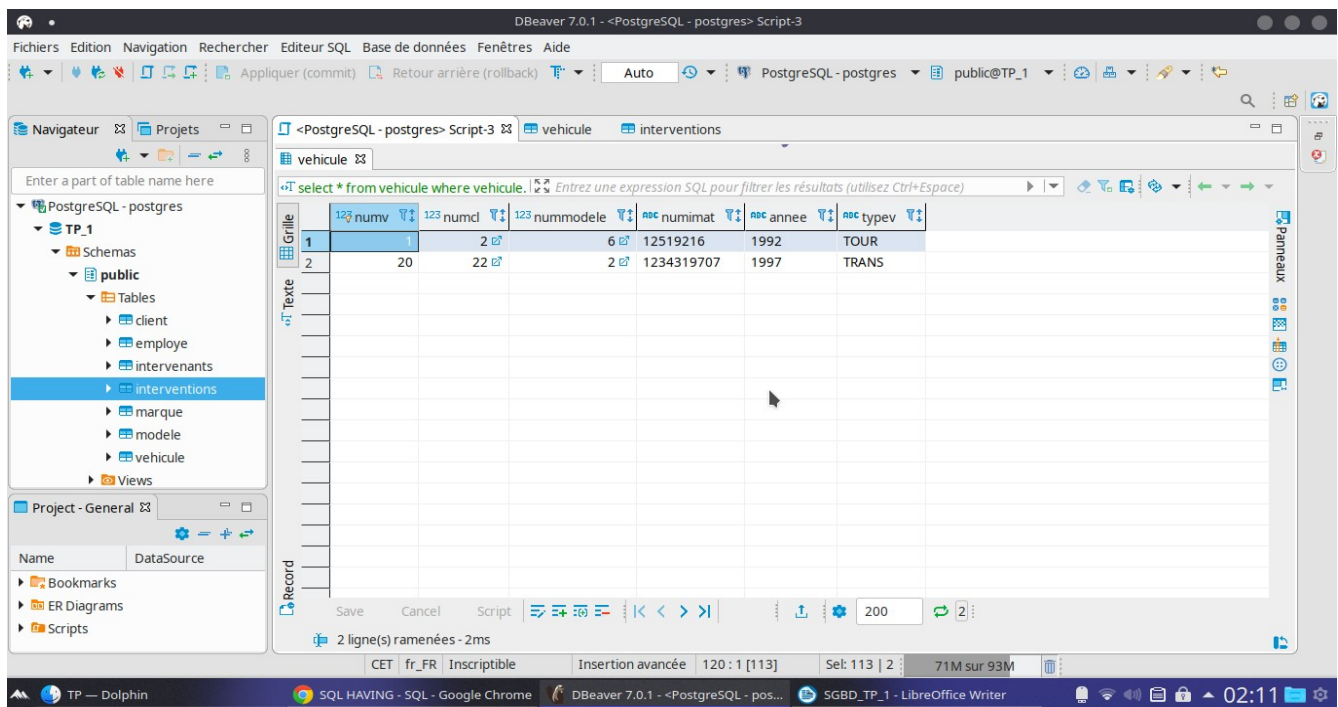 DBeaver 7.0.1 - <PostgreSQL - postgres> Script-3
Fichiers Edition Navigation Rechercher Editeur SQL Base de données Fenêtres Aide
Appliquer (commit) Retour arrière (rollback) T Auto PostgreSQL - postgres public@TP_1
Navigateur Projets
Enter a part of table name here
PostgreSQL - postgres
TP_1
Schemas
public
Tables
client
employe
intervenants
interventions
marque
modele
vehicule
Views
Project - General
Name DataSource
Bookmarks
ER Diagrams
Scripts
<PostgreSQL - postgres> Script-3 vehicule interventions
vehicule
select * from vehicule where vehicule. Entrez une expression SQL pour filtrer les résultats (utilisez Ctrl+Espace)
Grille
Texte
Record
123 numv 123 numcl 123 nummodele ABC numimat ABC annee ABC typev
1 1 2 6 12519216 1992 TOUR
2 20 22 2 1234319707 1997 TRANS
Panneaux
Save Cancel Script 200 2
2 ligne(s) ramenées - 2ms
CET fr_FR Inscriptible Insertion avancée 120 : 1 [113] Sel: 113 | 2 71M sur 93M
TP — Dolphin SQL HAVING - SQL - Google Chrome DBeaver 7.0.1 - <PostgreSQL - pos... SGBD_TP_1 - LibreOffice Writer 02:11